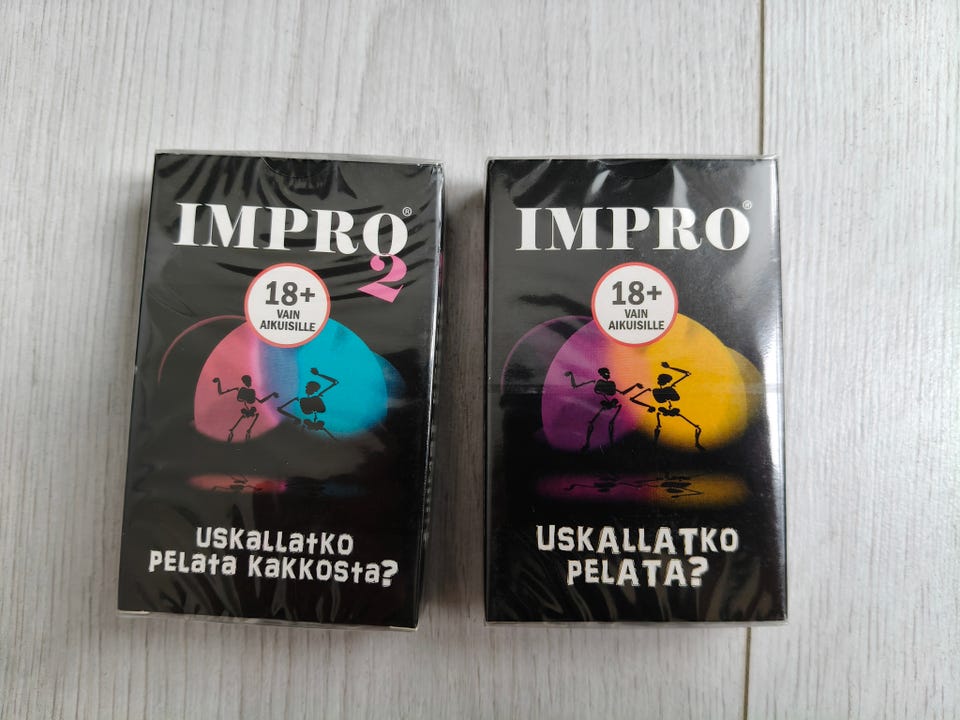 IMPRO®
2
18+
VAIN
AIKUISILLE
USKALLATKO
PELATA KAKKOSTA?
IMPRO®
18+
VAIN
AIKUISILLE
USKALLATKO
PELATA?